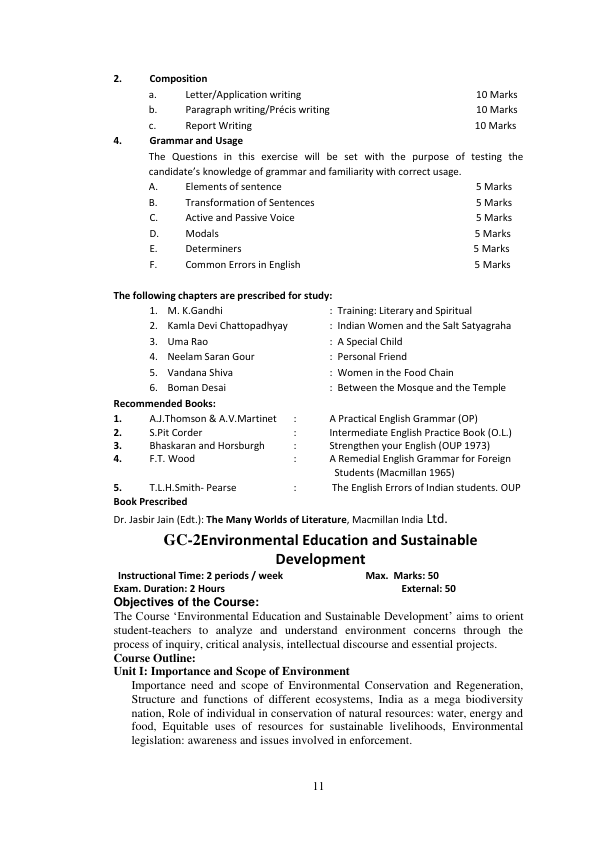 2. Composition
a. Letter/Application writing 10 Marks
b. Paragraph writing/Précis writing 10 Marks
c. Report Writing 10 Marks
4. Grammar and Usage
The Questions in this exercise will be set with the purpose of testing the
candidate’s knowledge of grammar and familiarity with correct usage.
A. Elements of sentence 5 Marks
B. Transformation of Sentences 5 Marks
C. Active and Passive Voice 5 Marks
D. Modals 5 Marks
E. Determiners 5 Marks
F. Common Errors in English 5 Marks
The following chapters are prescribed for study:
1. M. K.Gandhi : Training: Literary and Spiritual
2. Kamla Devi Chattopadhyay : Indian Women and the Salt Satyagraha
3. Uma Rao : A Special Child
4. Neelam Saran Gour : Personal Friend
5. Vandana Shiva : Women in the Food Chain
6. Boman Desai : Between the Mosque and the Temple
Recommended Books:
1. A.J.Thomson & A.V.Martinet : A Practical English Grammar (OP)
2. S.Pit Corder : Intermediate English Practice Book (O.L.)
3. Bhaskaran and Horsburgh : Strengthen your English (OUP 1973)
4. F.T. Wood : A Remedial English Grammar for Foreign
Students (Macmillan 1965)
5. T.L.H.Smith- Pearse : The English Errors of Indian students. OUP
Book Prescribed
Dr. Jasbir Jain (Edt.): The Many Worlds of Literature, Macmillan India Ltd.
GC-2Environmental Education and Sustainable
Development
Instructional Time: 2 periods / week Max. Marks: 50
Exam. Duration: 2 Hours External: 50
Objectives of the Course:
The Course ‘Environmental Education and Sustainable Development’ aims to orient
student-teachers to analyze and understand environment concerns through the
process of inquiry, critical analysis, intellectual discourse and essential projects.
Course Outline:
Unit I: Importance and Scope of Environment
Importance need and scope of Environmental Conservation and Regeneration,
Structure and functions of different ecosystems, India as a mega biodiversity
nation, Role of individual in conservation of natural resources: water, energy and
food, Equitable uses of resources for sustainable livelihoods, Environmental
legislation: awareness and issues involved in enforcement.
11